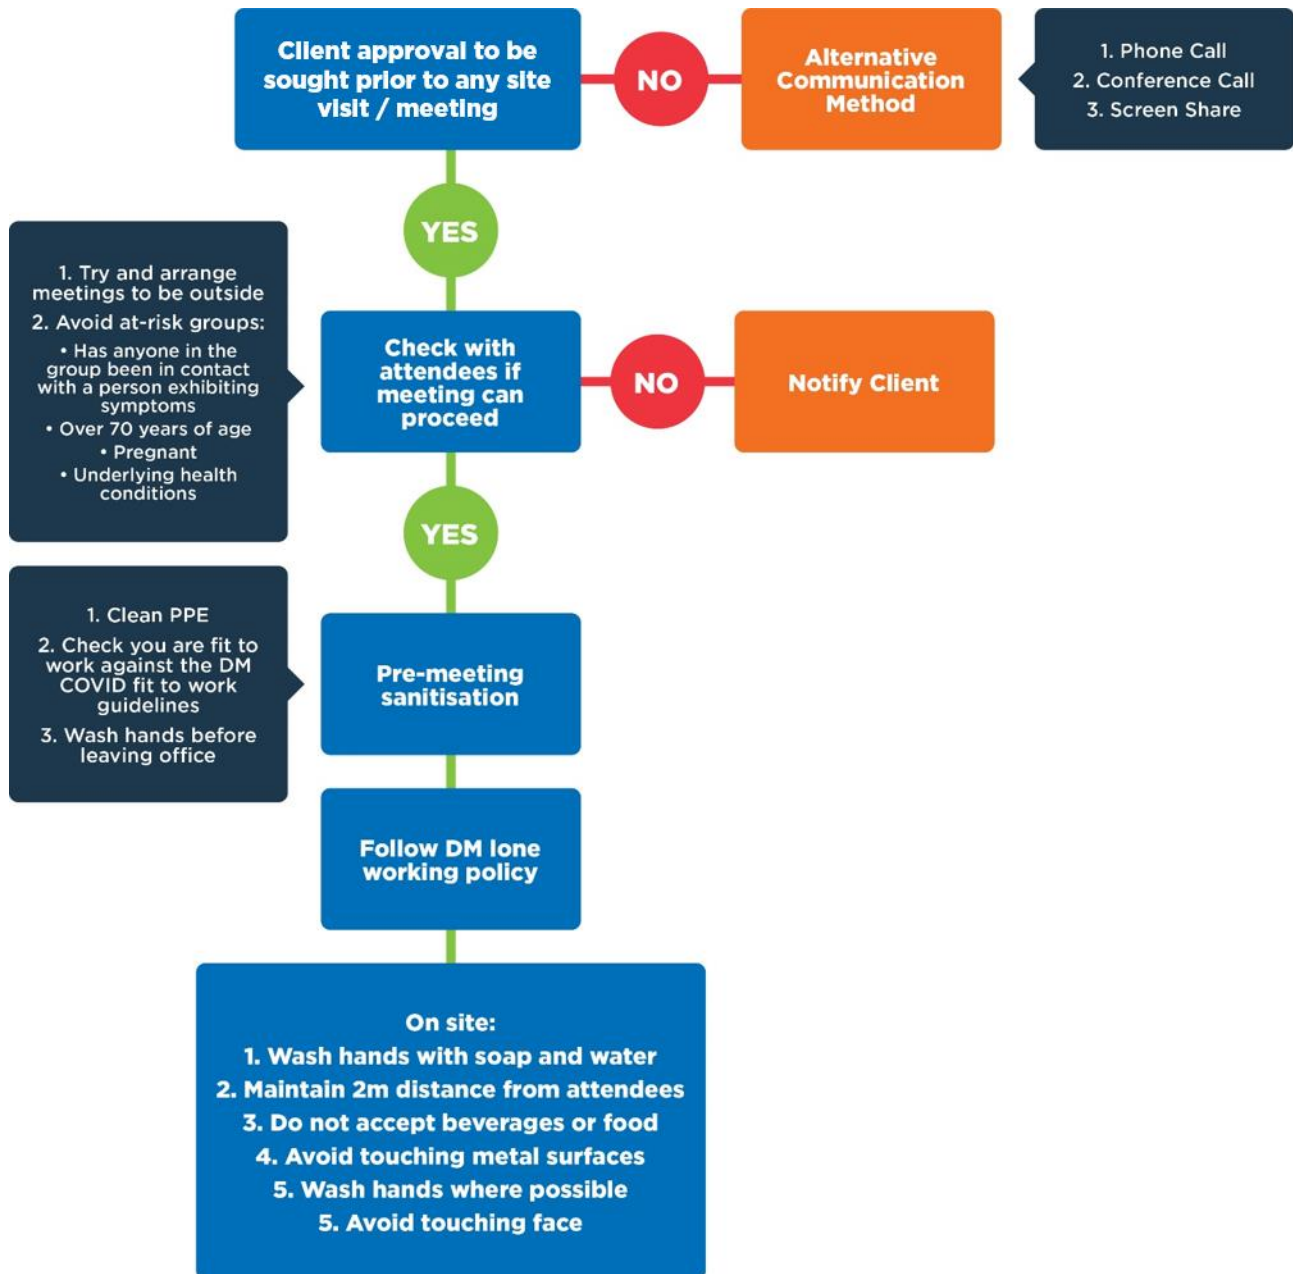 Client approval to be
sought prior to any site
visit / meeting
NO
Alternative
Communication
Method
1. Phone Call
2. Conference Call
3. Screen Share
YES
1. Try and arrange
meetings to be outside
2. Avoid at-risk groups:
• Has anyone in the
group been in contact
with a person exhibiting
symptoms
• Over 70 years of age
• Pregnant
• Underlying health
conditions
Check with
attendees if
meeting can
proceed
NO
Notify Client
YES
1. Clean PPE
2. Check you are fit to
work against the DM
COVID fit to work
guidelines
3. Wash hands before
leaving office
Pre-meeting
sanitisation
Follow DM lone
working policy
On site:
1. Wash hands with soap and water
2. Maintain 2m distance from attendees
3. Do not accept beverages or food
4. Avoid touching metal surfaces
5. Wash hands where possible
5. Avoid touching face